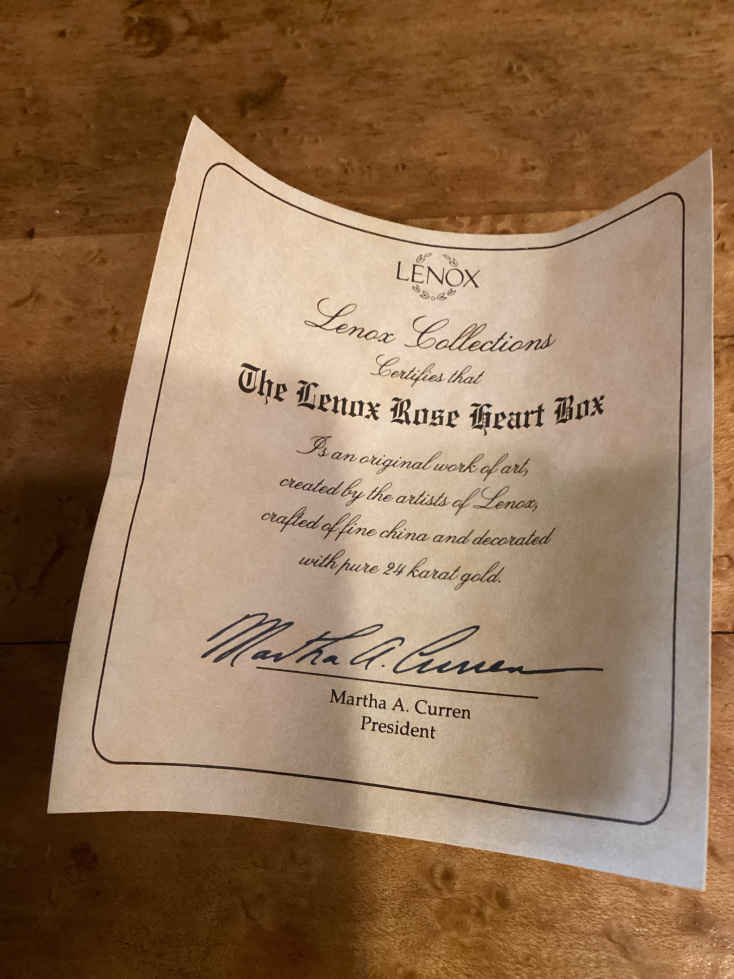 LENOX
Lenox Collections
Certifies that
The Lenox Rose Heart Box
Is an original work of art,
created by the artists of Lenox,
crafted of fine china and decorated
with pure 24 karat gold.
Martha A. Curren
Martha A. Curren
President